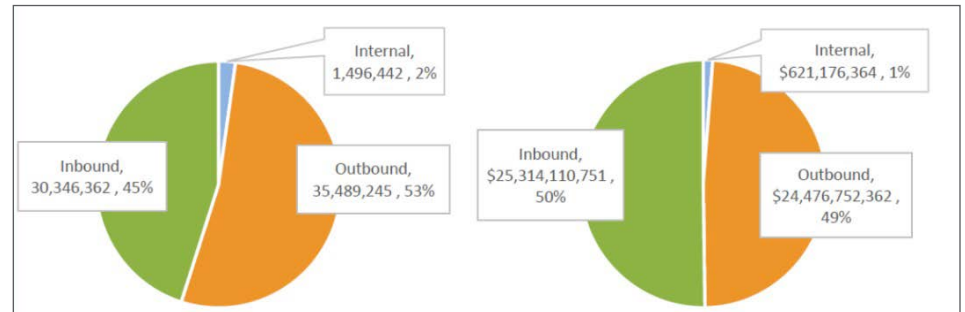 Internal,
1,496,442 , 2%
Inbound,
30,346,362 , 45%
Outbound,
35,489,245 , 53%
Internal,
$621,176,364 , 1%
Inbound,
$25,314,110,751 ,
50%
Outbound,
$24,476,752,362 ,
49%